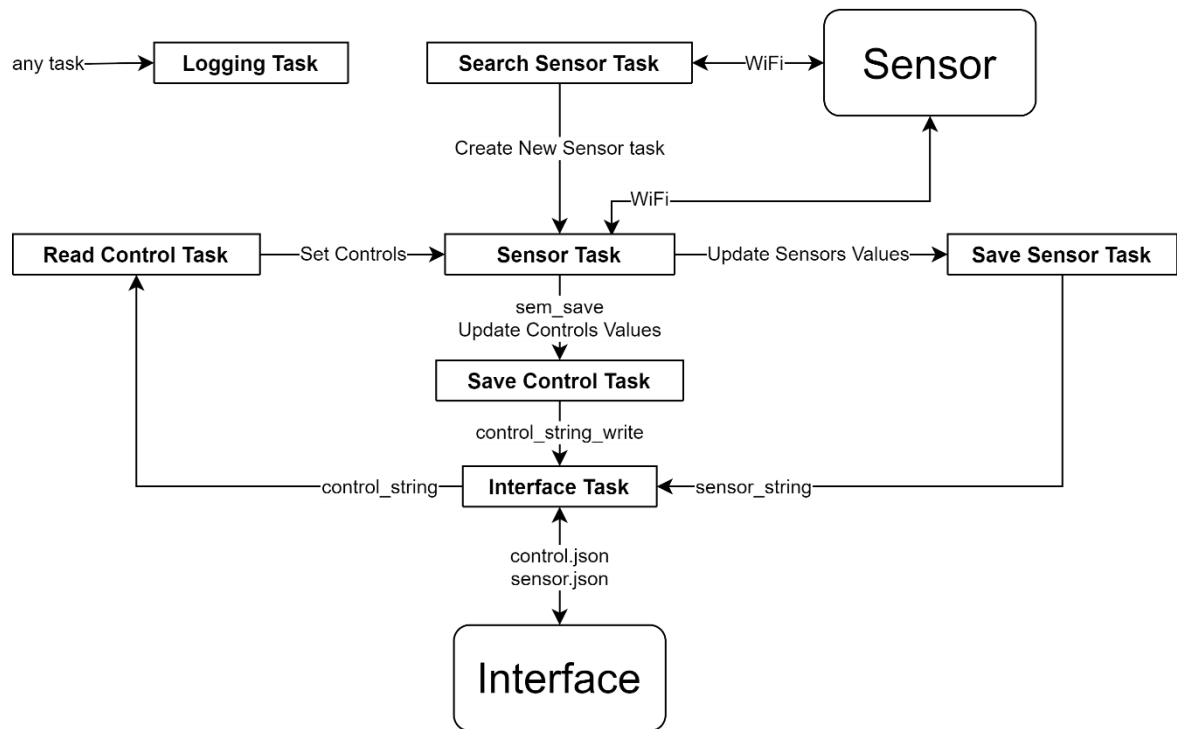 any task
Logging Task
Search Sensor Task
WiFi
Sensor
Create New Sensor task
WiFi
Read Control Task
Set Controls
Sensor Task
Update Sensors Values
Save Sensor Task
sem_save
Update Controls Values
Save Control Task
control_string_write
control_string
Interface Task
sensor_string
control.json
sensor.json
Interface